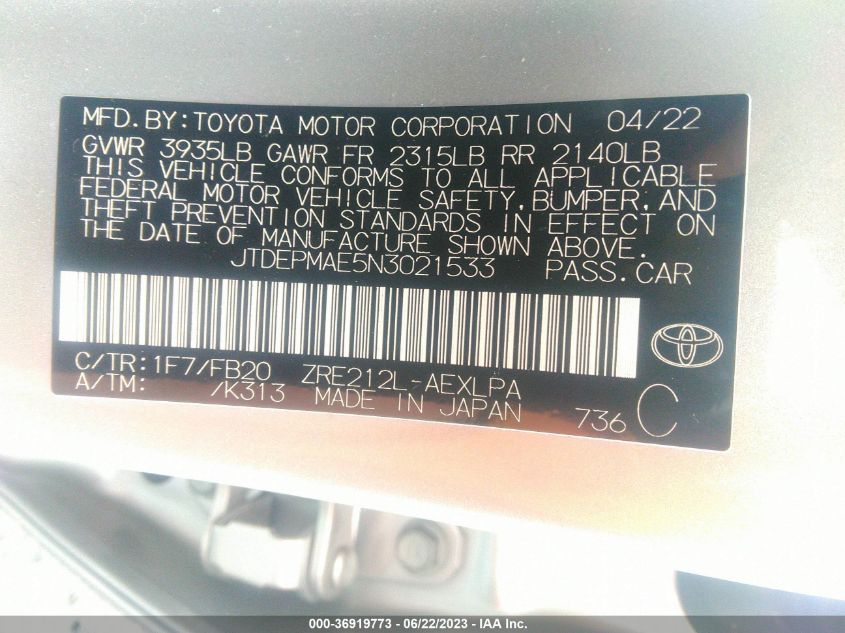 MFD.BY:TOYOTA MOTOR CORPORATION 04/22
GVWR 3935LB GAWR FR 2315LB RR 2140LB
THIS VEHICLE CONFORMS TO ALL APPLICABLE
FEDERAL MOTOR VEHICLE SAFETY,BUMPER,AND
THEFT PREVENTION STANDARDS IN EFFECT ON
THE DATE OF MANUFACTURE SHOWN ABOVE.
JTDEPMAE5N3021533 PASS.CAR
C/TR:1F7/FB20 ZRE212L-AEXLPA
A/TM: /K313 MADE IN JAPAN 736 C
000-36919773 - 06/22/2023 - IAA Inc.